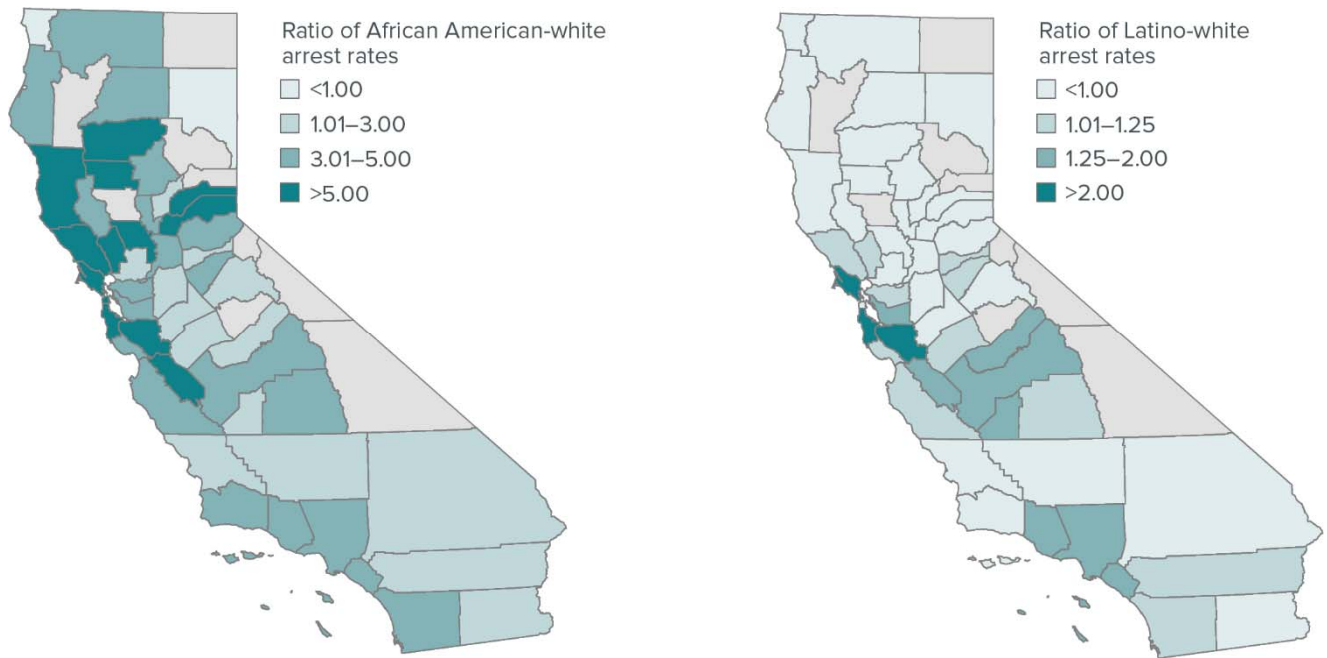 Ratio of African American-white
arrest rates
<1.00
1.01–3.00
3.01–5.00
>5.00
Ratio of Latino-white
arrest rates
<1.00
1.01–1.25
1.25–2.00
>2.00